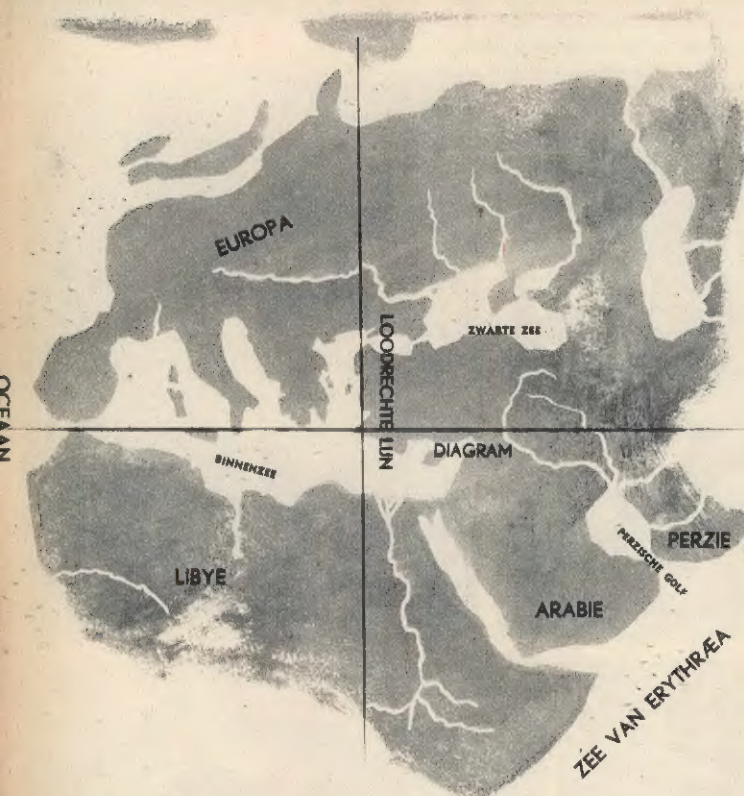 EUROPA
ZWARTE ZEE
LOODRECHTE LIJN
OCEAAN
BINNENZEE
DIAGRAM
PERZIE
PERZISCHE GOLF
LIBYE
ARABIE
ZEE VAN ERYTHRÆA